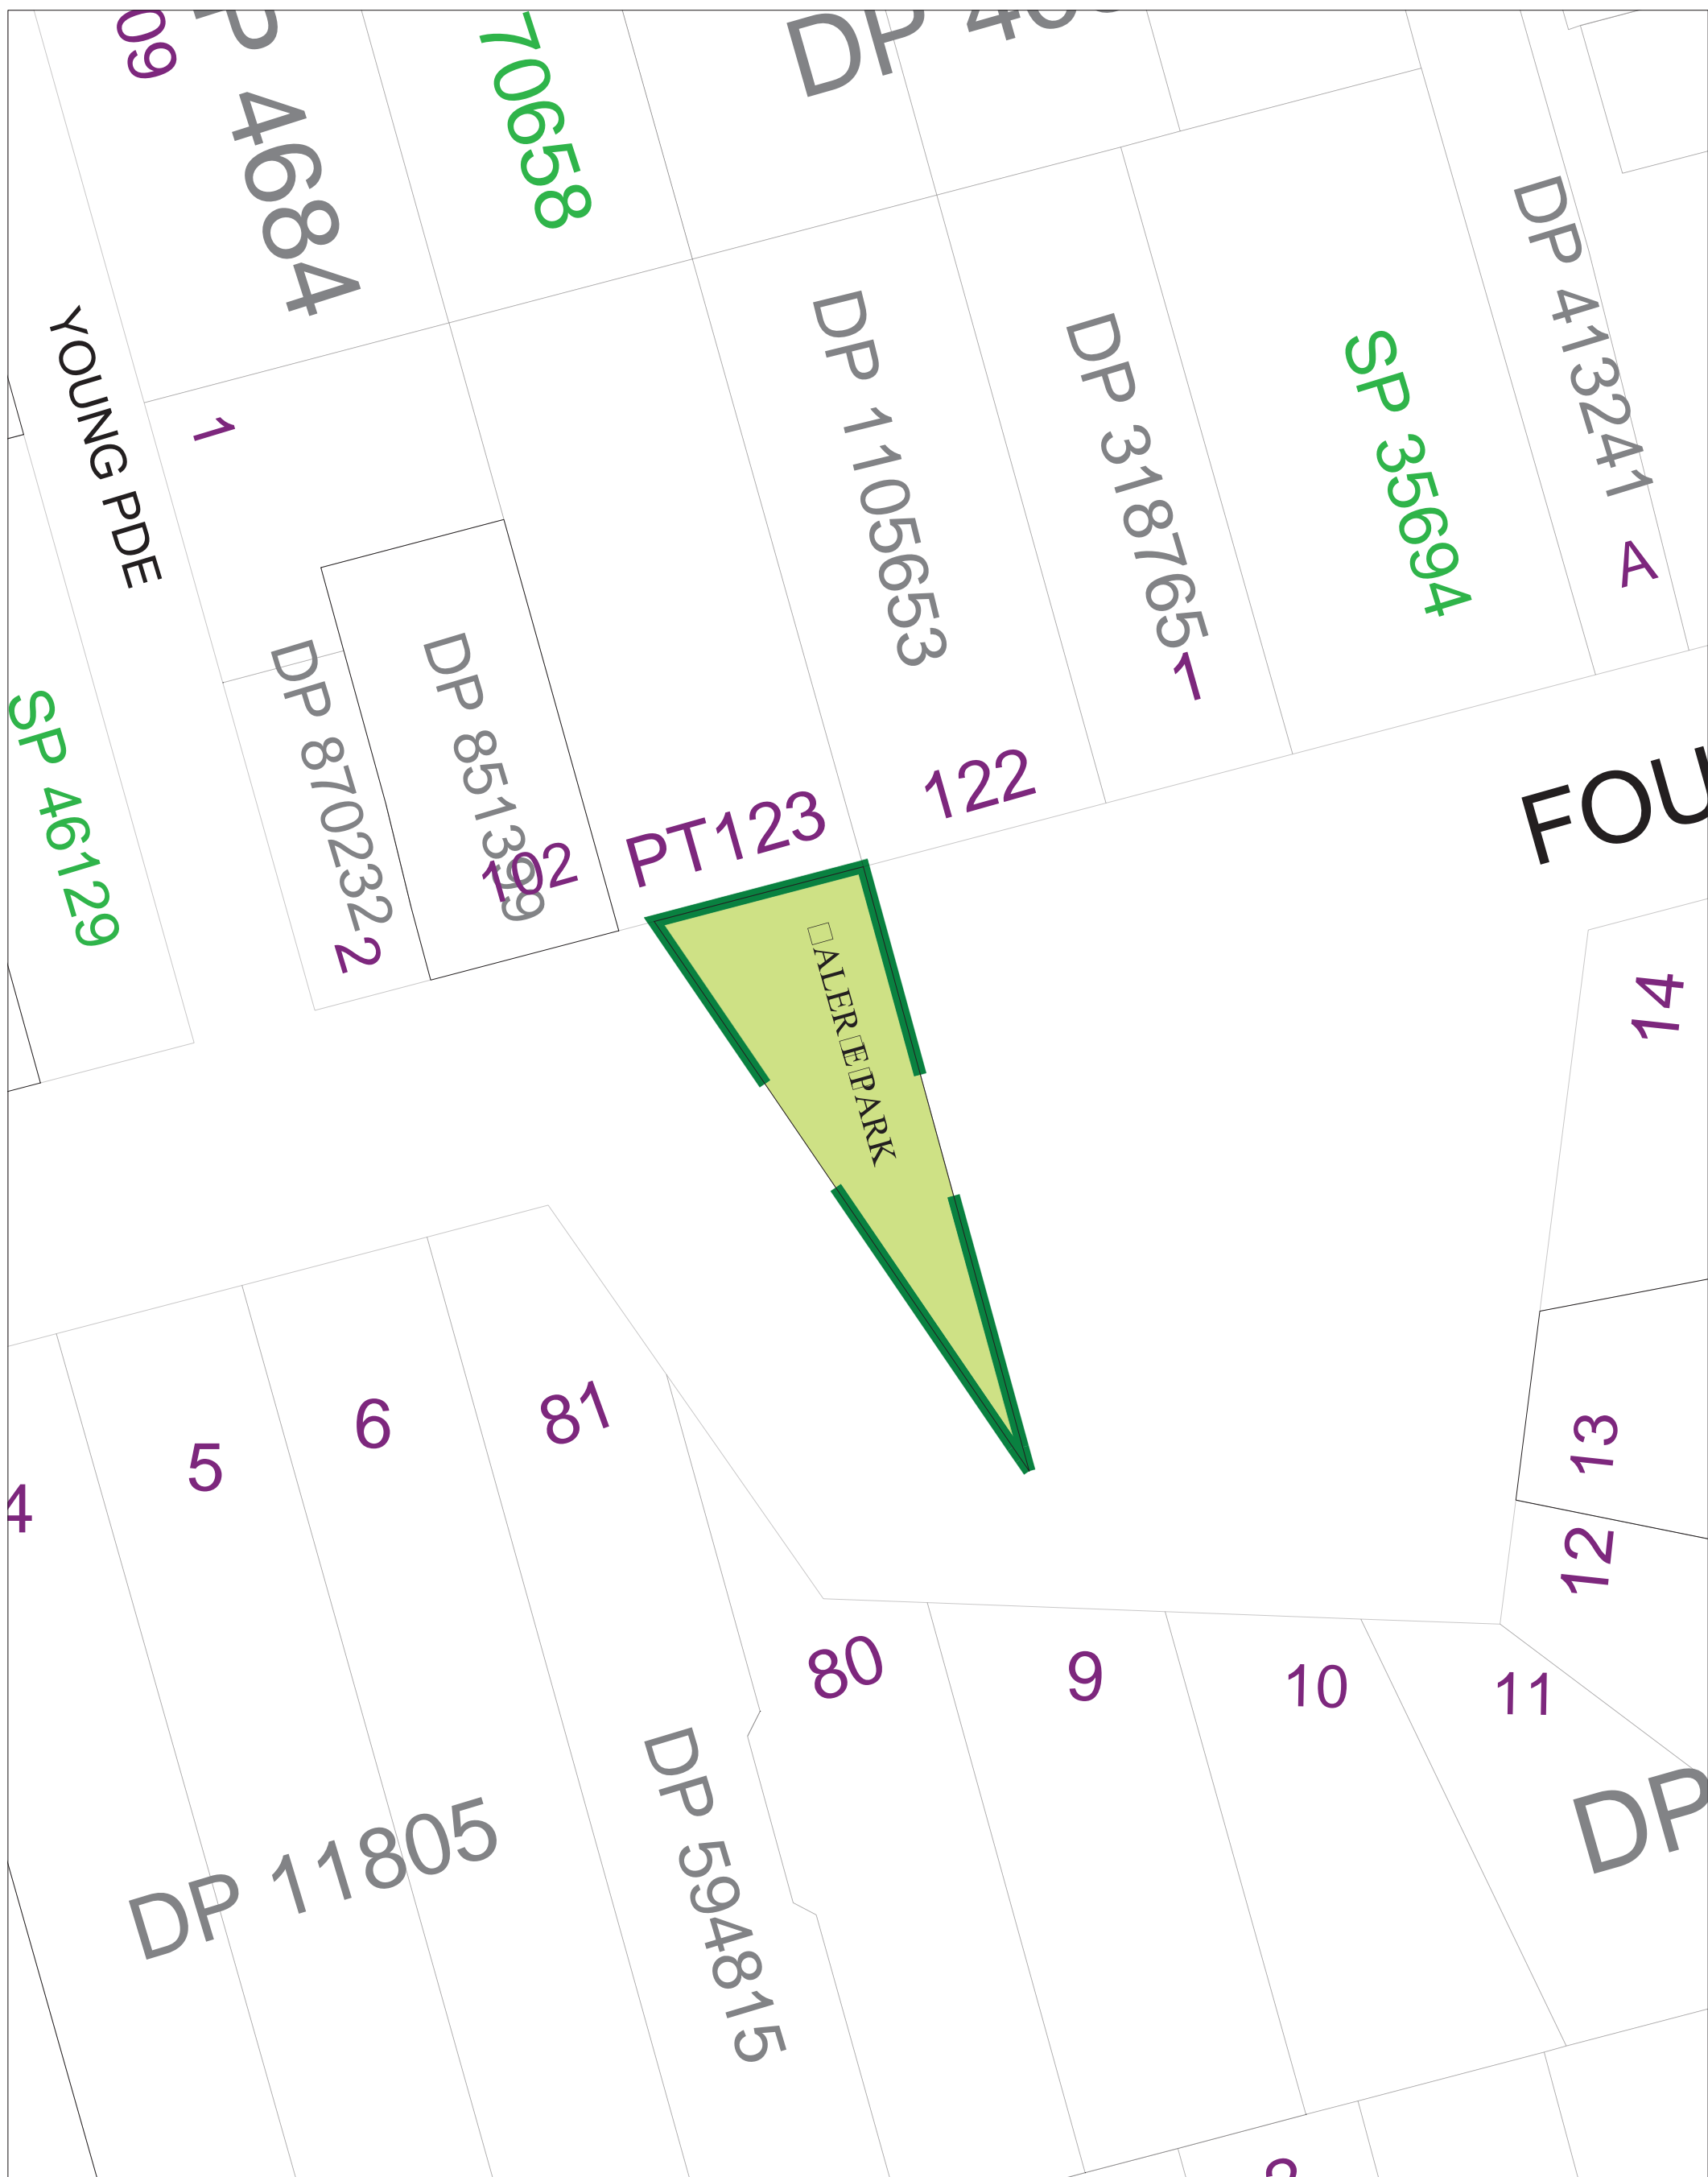 09
4684
70658
DP
YOUNG PDE
1
DP 1105653
DP 318765
1
SP 35694
DP 413241
A
SP 46129
DP 870232
2
DP 851399
102
PT123
122
FOU
□ALER□E□PARK
14
13
12
4
5
6
81
80
9
10
11
DP 11805
DP 594815
DP